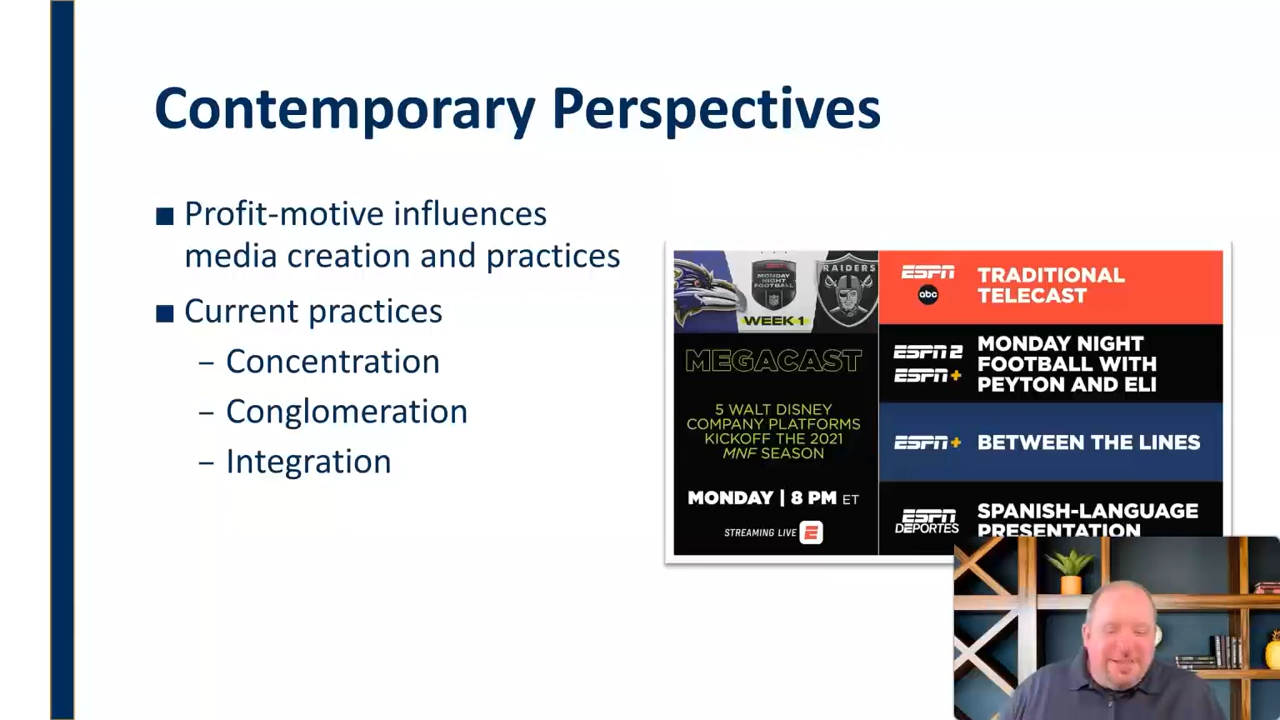 Contemporary Perspectives
■ Profit-motive influences
media creation and practices
■ Current practices
– Concentration
– Conglomeration
– Integration
MONDAY NIGHT
FOOTBALL
RAIDERS
WEEK 1
MEGACAST
5 WALT DISNEY
COMPANY PLATFORMS
KICKOFF THE 2021
MNF SEASON
MONDAY | 8 PM ET
STREAMING LIVE E
ESPN
abc
TRADITIONAL
TELECAST
ESPN 2
ESPN+
MONDAY NIGHT
FOOTBALL WITH
PEYTON AND ELI
ESPN+ BETWEEN THE LINES
ESPN
DEPORTES
SPANISH-LANGUAGE
PRESENTATION